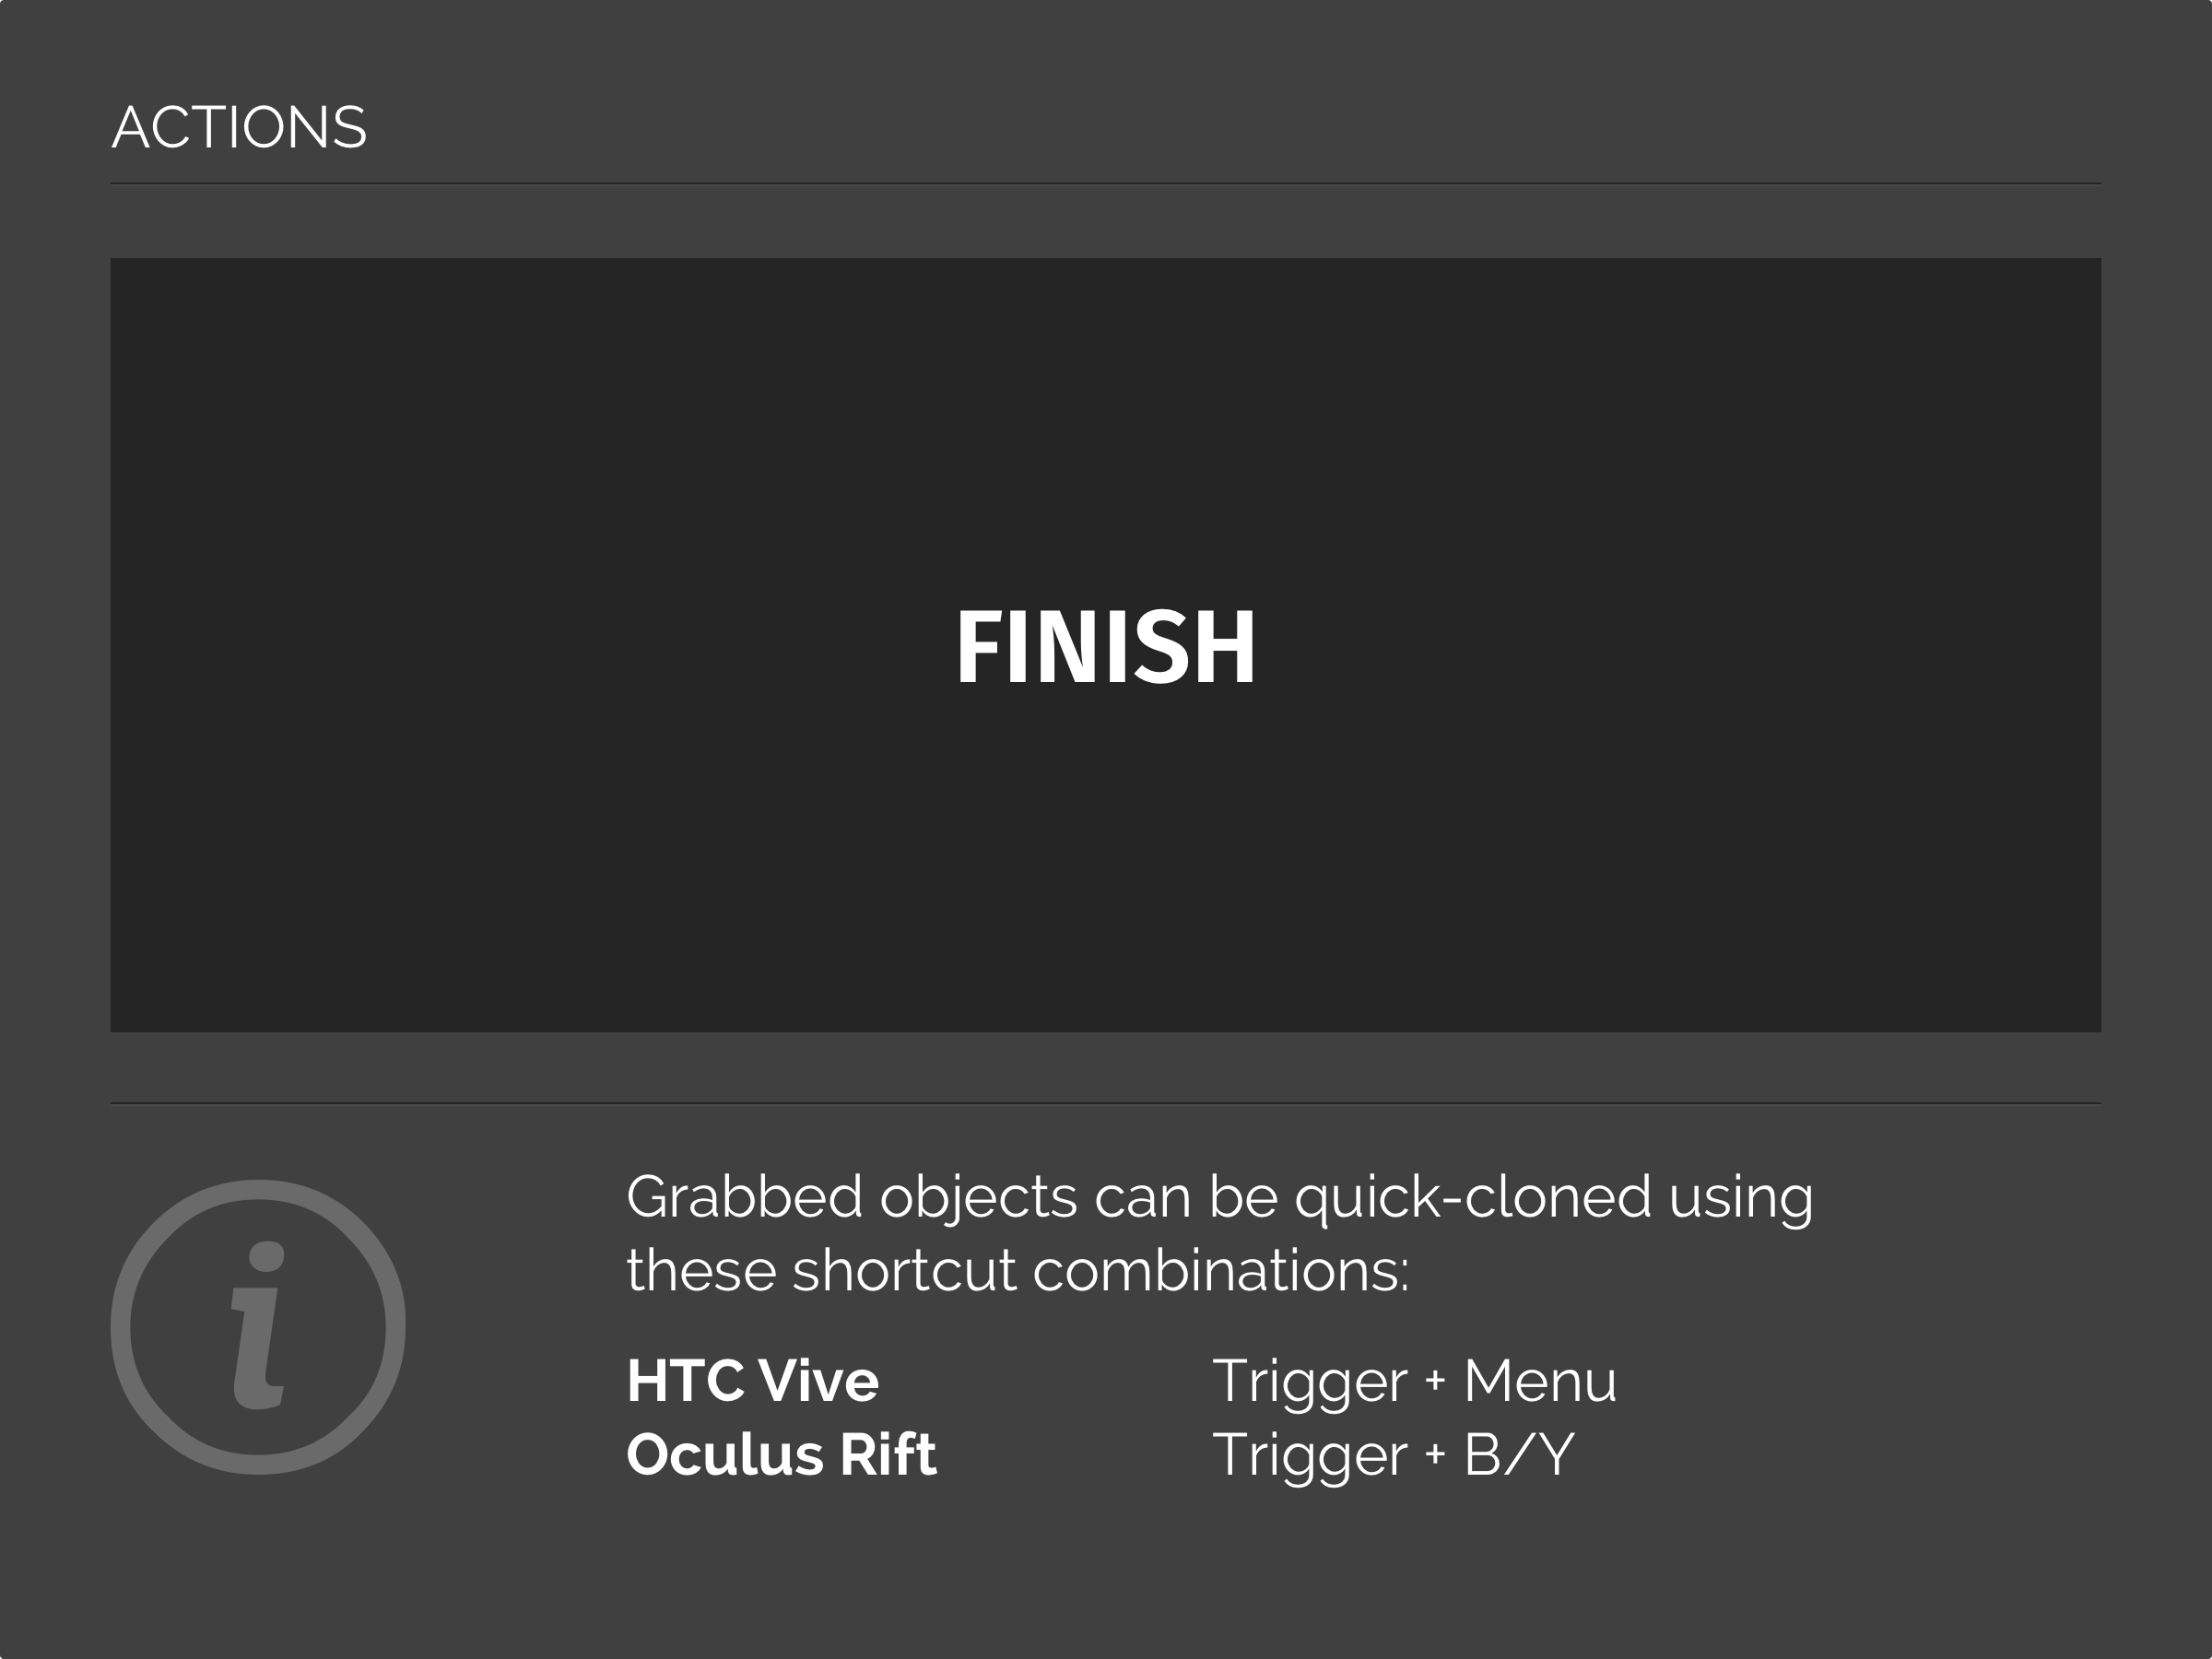 ACTIONS
FINISH
Grabbed objects can be quick-cloned using
these shortcut combinations:
HTC Vive Trigger + Menu
Oculus Rift Trigger + B/Y